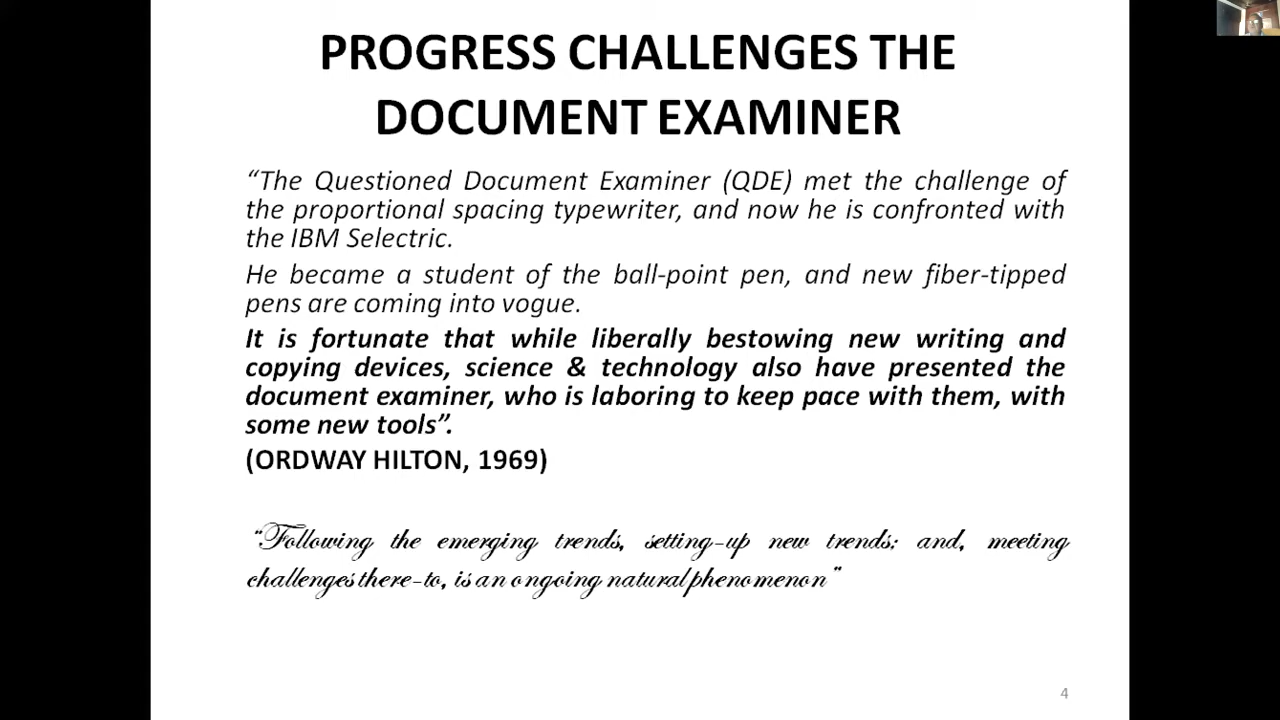 PROGRESS CHALLENGES THE
DOCUMENT EXAMINER
“The Questioned Document Examiner (QDE) met the challenge of
the proportional spacing typewriter, and now he is confronted with
the IBM Selectric.
He became a student of the ball-point pen, and new fiber-tipped
pens are coming into vogue.
It is fortunate that while liberally bestowing new writing and
copying devices, science & technology also have presented the
document examiner, who is laboring to keep pace with them, with
some new tools”.
(ORDWAY HILTON, 1969)
“Following the emerging trends, setting-up new trends; and, meeting
challenges there-to, is an ongoing natural phenomenon”
4